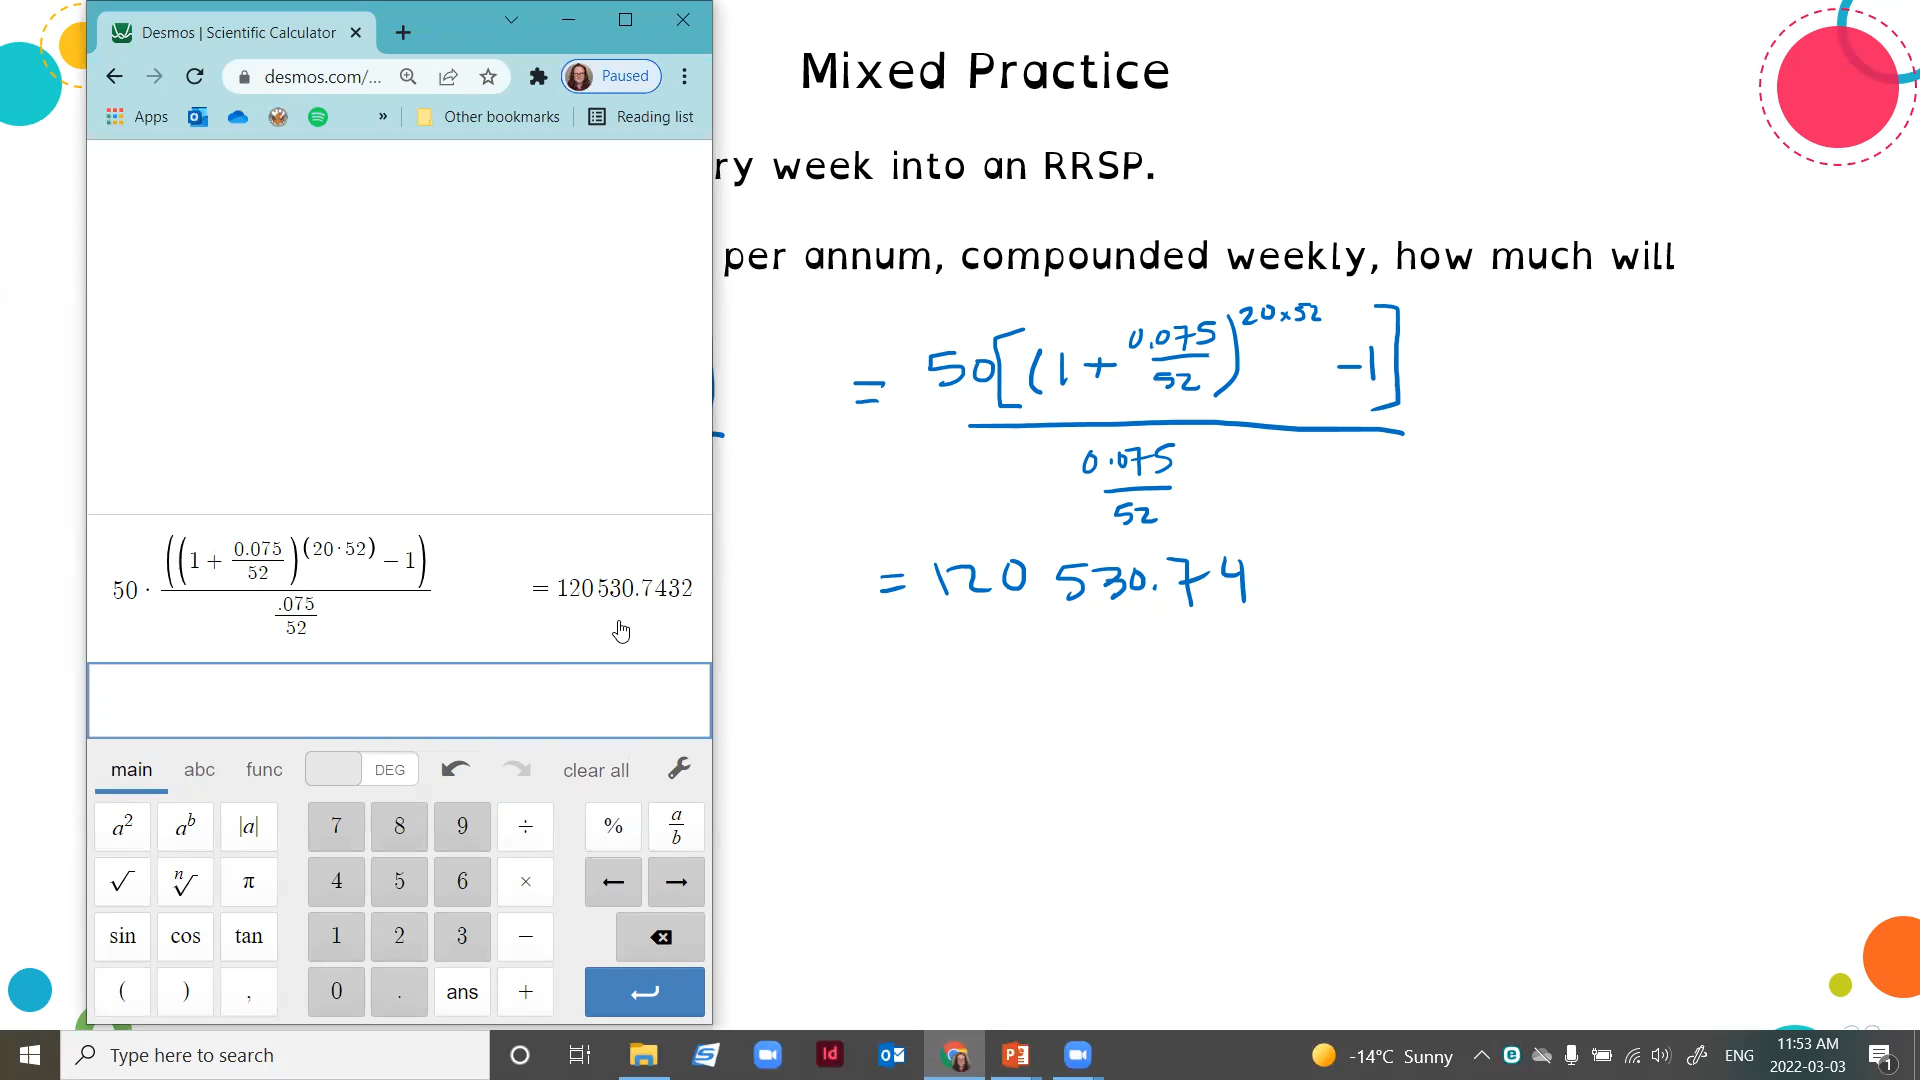 Desmos | Scientific Calculator
desmos.com/...
Paused
Apps
»
Other bookmarks
Reading list
Mixed Practice
ry week into an RRSP.
per annum, compounded weekly, how much will
= 50[(1 + 0.075/52)^20×52 - 1]
0.075
52
= 120 530.74
50 · ((1 + 0.075/52)^(20·52) - 1)
.075
52
= 120530.7432
main abc func DEG clear all
a² a^b |a| 7 8 9 ÷ % a/b
√ ⁿ√ π 4 5 6 × ← →
sin cos tan 1 2 3 −
( ) , 0 . ans +
Type here to search
Id
-14°C Sunny
ENG
11:53 AM
2022-03-03
1